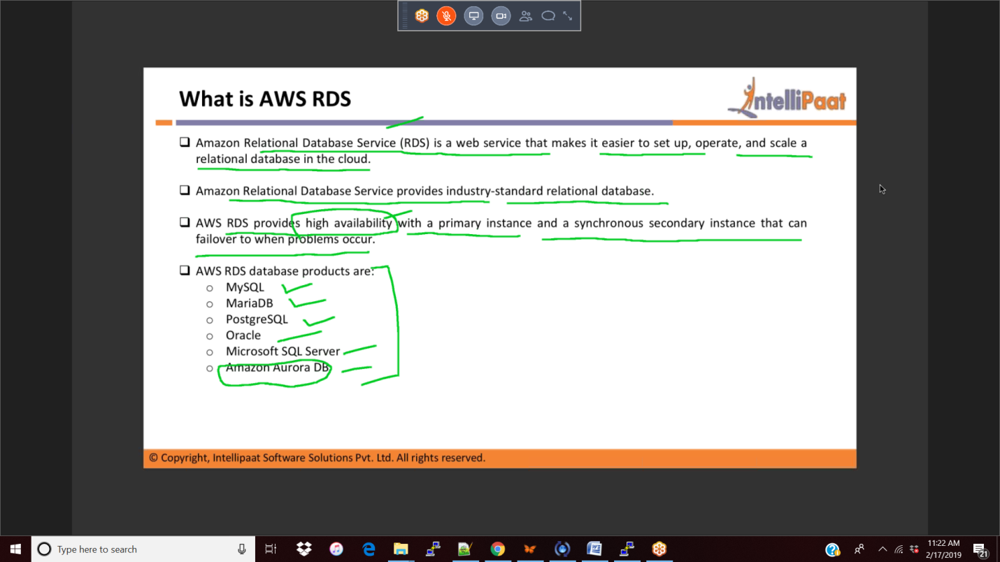 What is AWS RDS
IntelliPaat
❑ Amazon Relational Database Service (RDS) is a web service that makes it easier to set up, operate, and scale a
relational database in the cloud.
❑ Amazon Relational Database Service provides industry-standard relational database.
❑ AWS RDS provides high availability with a primary instance and a synchronous secondary instance that can
failover to when problems occur.
❑ AWS RDS database products are:
o MySQL
o MariaDB
o PostgreSQL
o Oracle
o Microsoft SQL Server
o Amazon Aurora DB
© Copyright, Intellipaat Software Solutions Pvt. Ltd. All rights reserved.
Type here to search
11:22 AM
2/17/2019
21